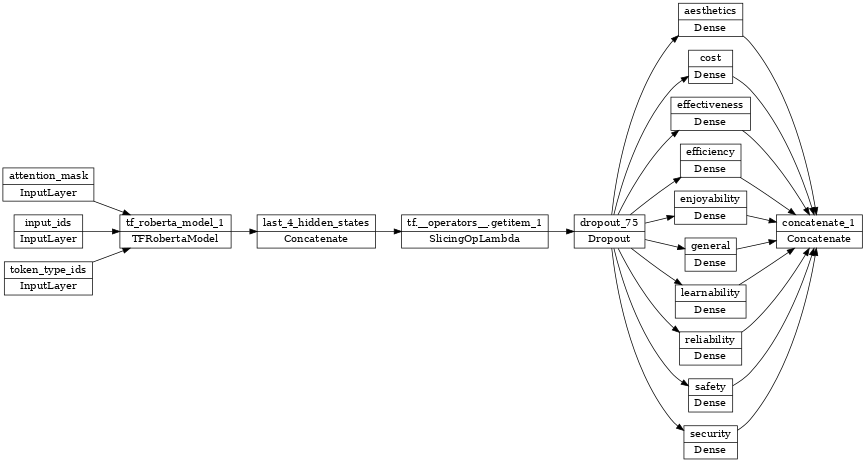 attention_mask
InputLayer
input_ids
InputLayer
token_type_ids
InputLayer
tf_roberta_model_1
TFRobertaModel
last_4_hidden_states
Concatenate
tf.__operators__.getitem_1
SlicingOpLambda
dropout_75
Dropout
aesthetics
Dense
cost
Dense
effectiveness
Dense
efficiency
Dense
enjoyability
Dense
general
Dense
learnability
Dense
reliability
Dense
safety
Dense
security
Dense
concatenate_1
Concatenate